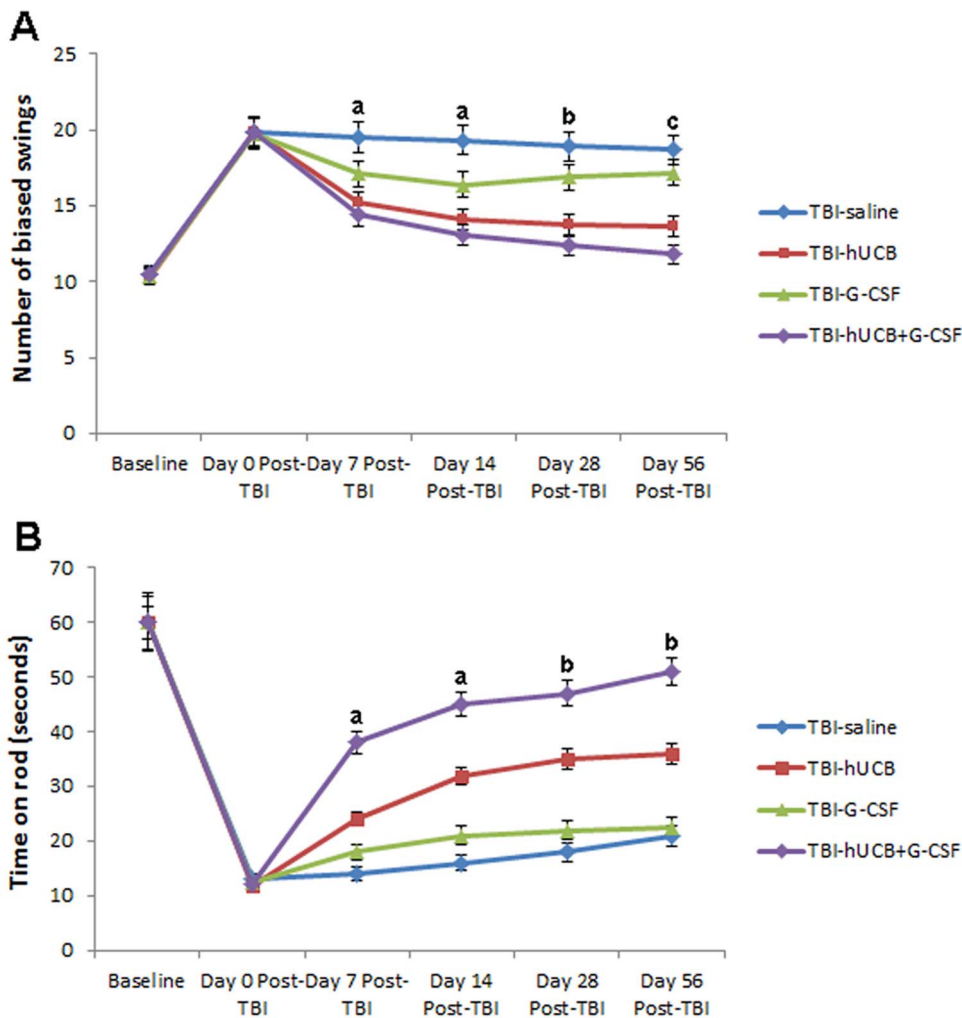 A
25
20
15
10
5
0
Number of biased swings
a
a
b
c
Baseline
Day 0 Post-
TBI
Day 7 Post-
TBI
Day 14
Post-TBI
Day 28
Post-TBI
Day 56
Post-TBI
TBI-saline
TBI-hUCB
TBI-G-CSF
TBI-hUCB+G-CSF
B
70
60
50
40
30
20
10
0
Time on rod (seconds)
a
a
b
b
Baseline
Day 0 Post-
TBI
Day 7 Post-
TBI
Day 14
Post-TBI
Day 28
Post-TBI
Day 56
Post-TBI
TBI-saline
TBI-hUCB
TBI-G-CSF
TBI-hUCB+G-CSF